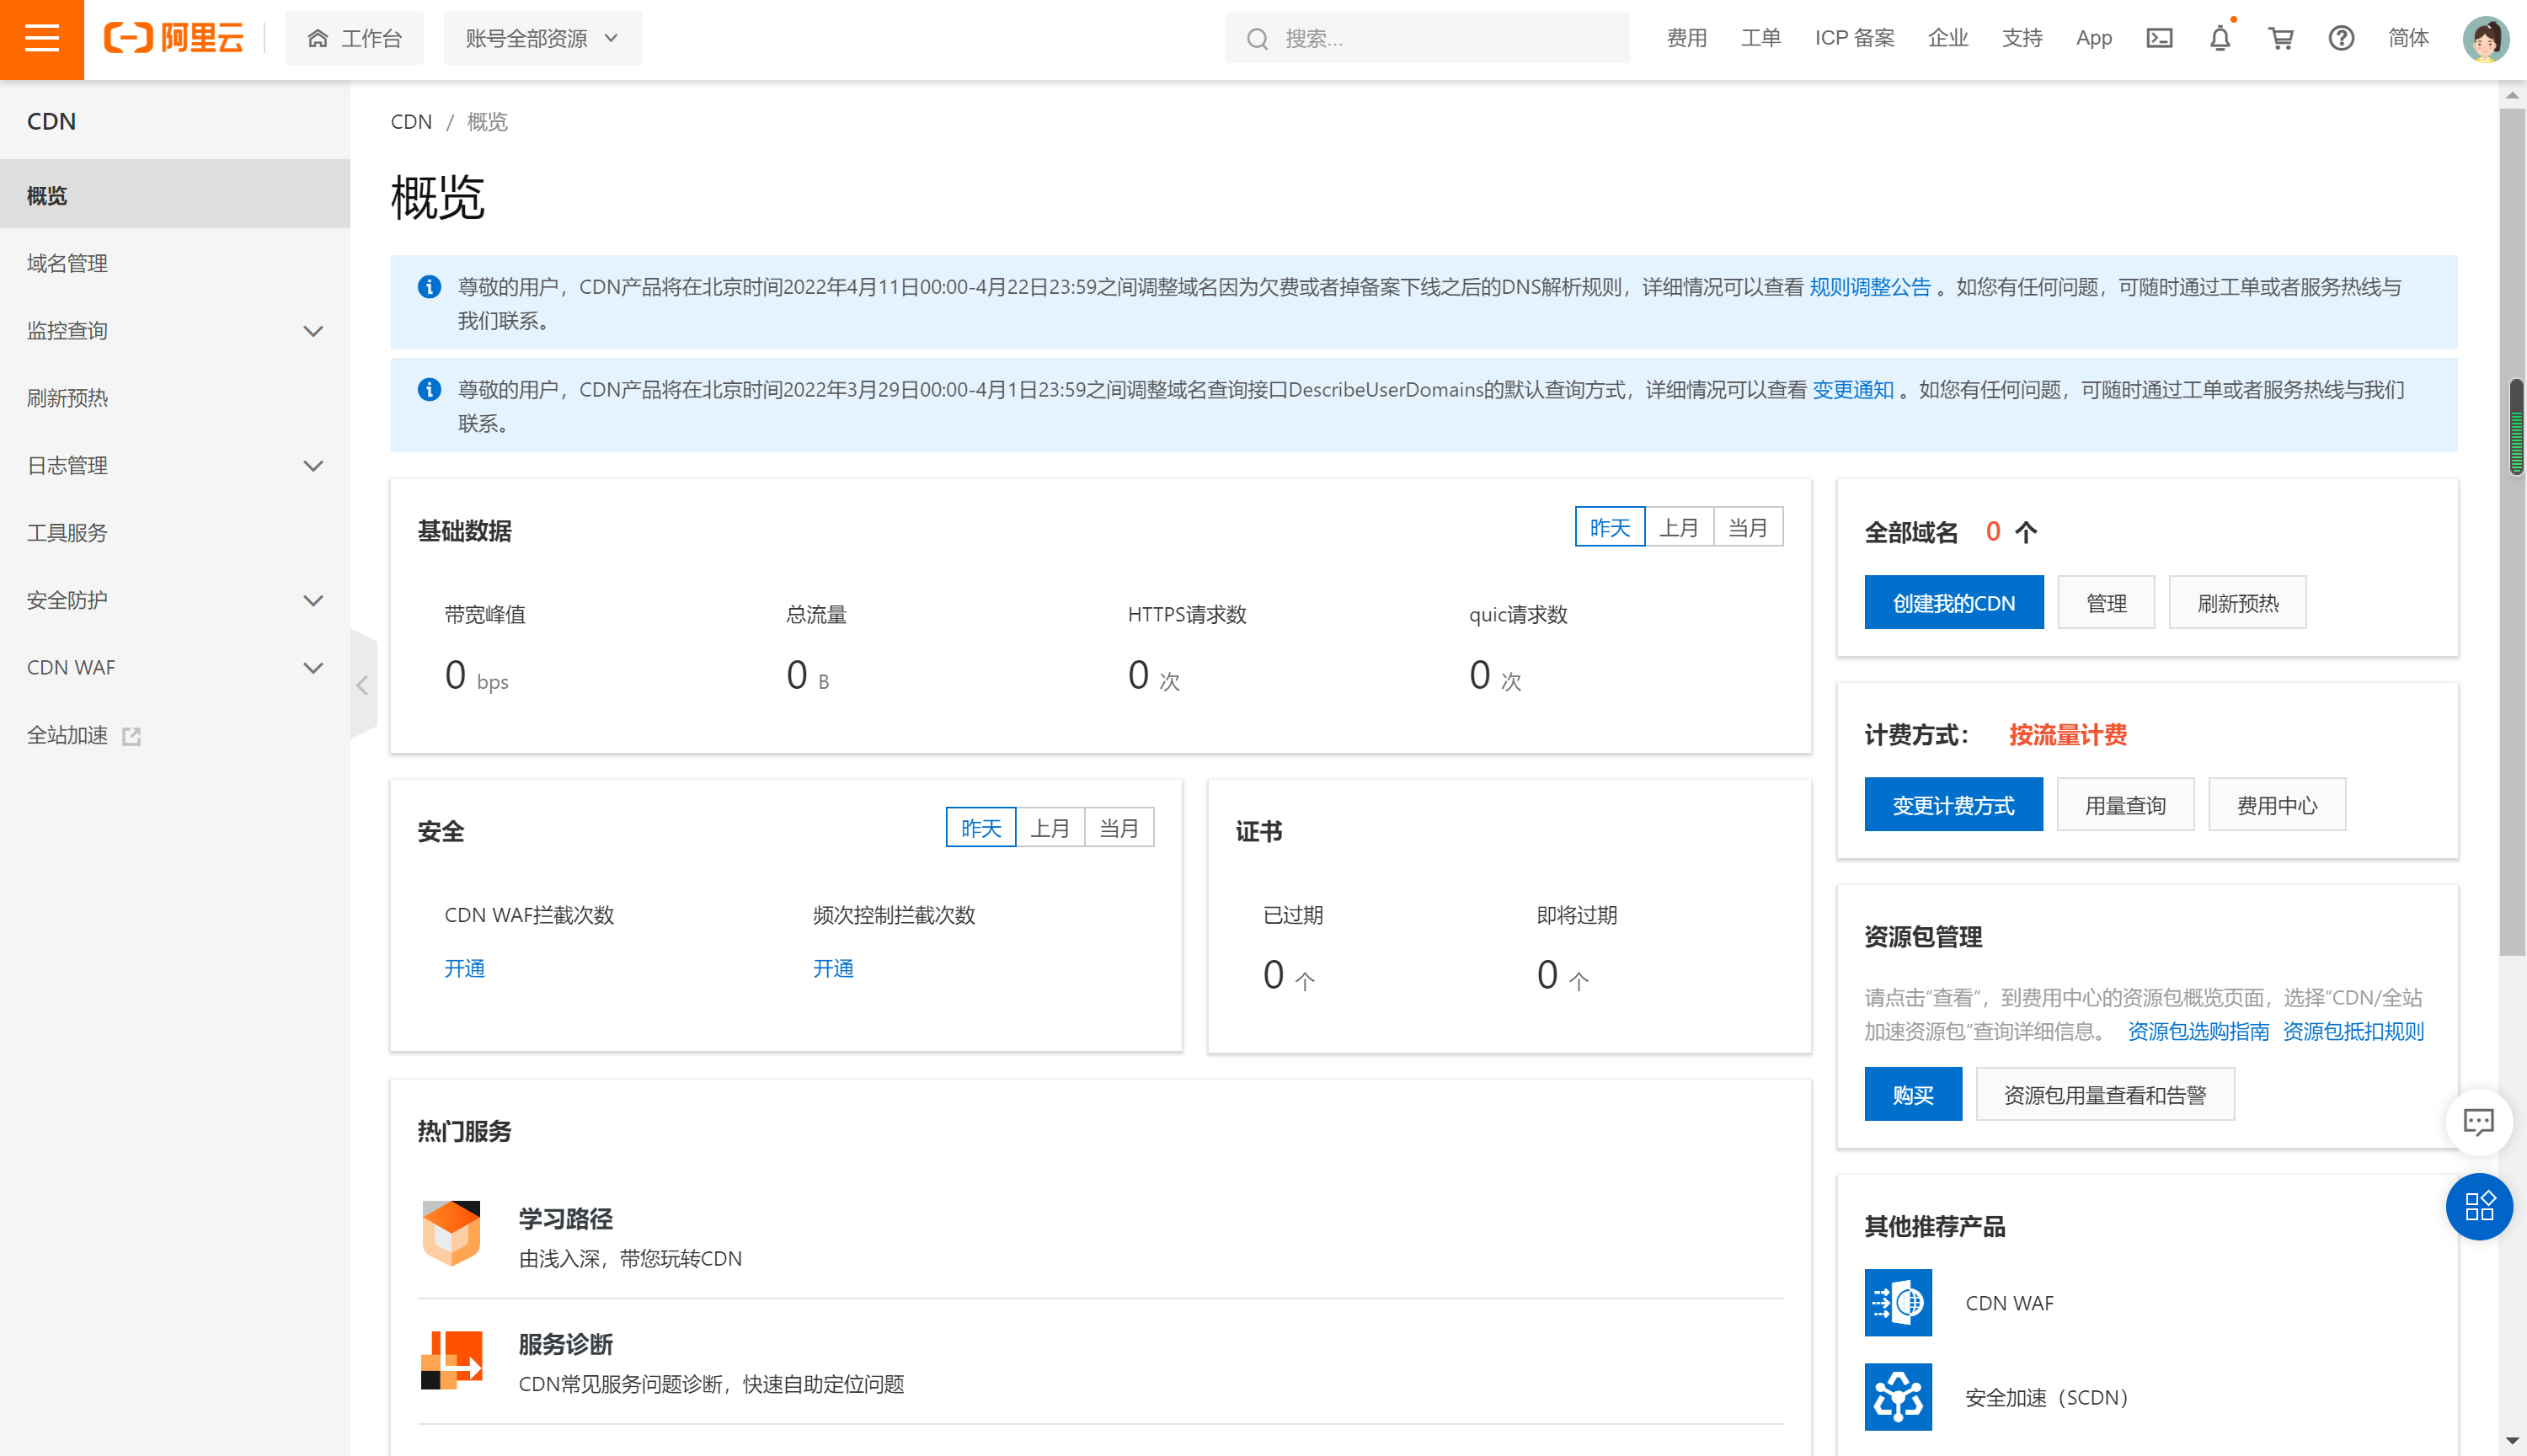 阿里云
工作台
账号全部资源
搜索...
费用
工单
ICP 备案
企业
支持
App
简体
CDN
概览
域名管理
监控查询
刷新预热
日志管理
工具服务
安全防护
CDN WAF
全站加速
CDN / 概览
概览
尊敬的用户，CDN产品将在北京时间2022年4月11日00:00-4月22日23:59之间调整域名因为欠费或者掉备案下线之后的DNS解析规则，详细情况可以查看 规则调整公告 。如您有任何问题，可随时通过工单或者服务热线与
我们联系。
尊敬的用户，CDN产品将在北京时间2022年3月29日00:00-4月1日23:59之间调整域名查询接口DescribeUserDomains的默认查询方式，详细情况可以查看 变更通知 。如您有任何问题，可随时通过工单或者服务热线与我们
联系。
基础数据
昨天 上月 当月
带宽峰值
0 bps
总流量
0 B
HTTPS请求数
0 次
quic请求数
0 次
安全
昨天 上月 当月
CDN WAF拦截次数
开通
频次控制拦截次数
开通
证书
已过期
0 个
即将过期
0 个
热门服务
学习路径
由浅入深，带您玩转CDN
服务诊断
CDN常见服务问题诊断，快速自助定位问题
全部域名 0 个
创建我的CDN 管理 刷新预热
计费方式： 按流量计费
变更计费方式 用量查询 费用中心
资源包管理
请点击“查看”，到费用中心的资源包概览页面，选择“CDN/全站
加速资源包”查询详细信息。 资源包选购指南 资源包抵扣规则
购买 资源包用量查看和告警
其他推荐产品
CDN WAF
安全加速（SCDN）